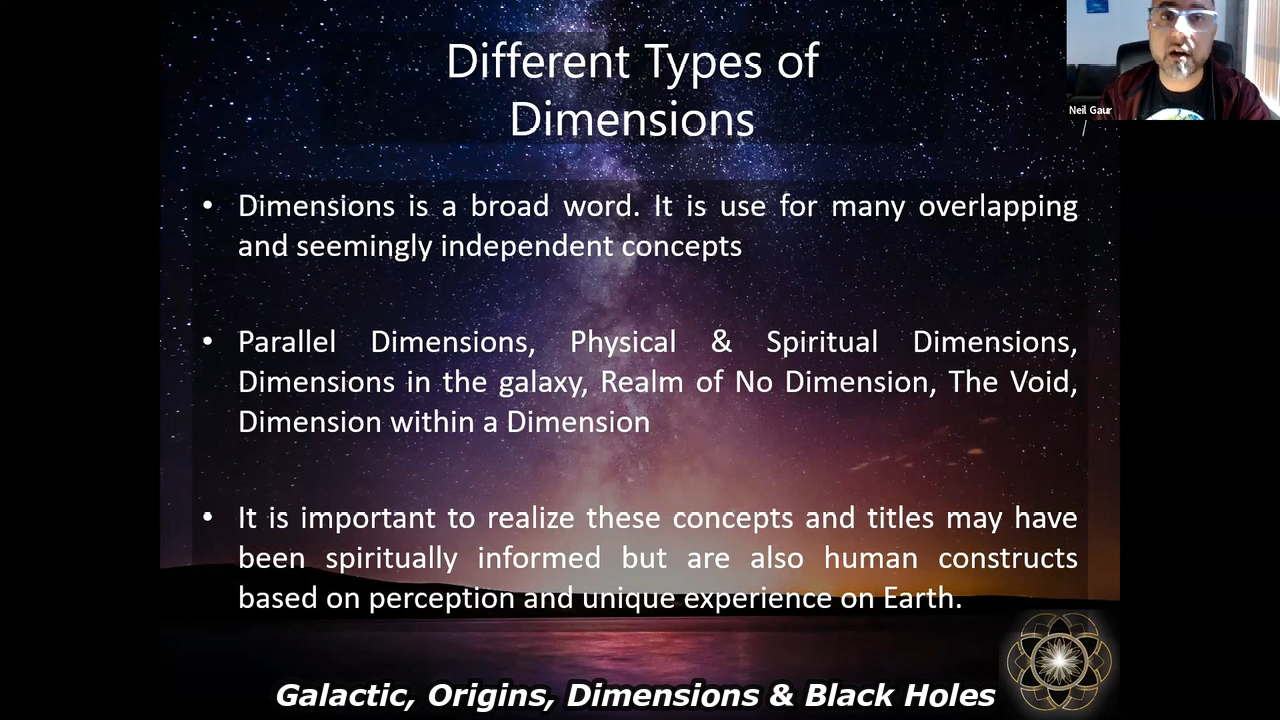 Different Types of
Dimensions
Neil Gaur
• Dimensions is a broad word. It is use for many overlapping
and seemingly independent concepts
• Parallel Dimensions, Physical & Spiritual Dimensions,
Dimensions in the galaxy, Realm of No Dimension, The Void,
Dimension within a Dimension
• It is important to realize these concepts and titles may have
been spiritually informed but are also human constructs
based on perception and unique experience on Earth.
Galactic, Origins, Dimensions & Black Holes